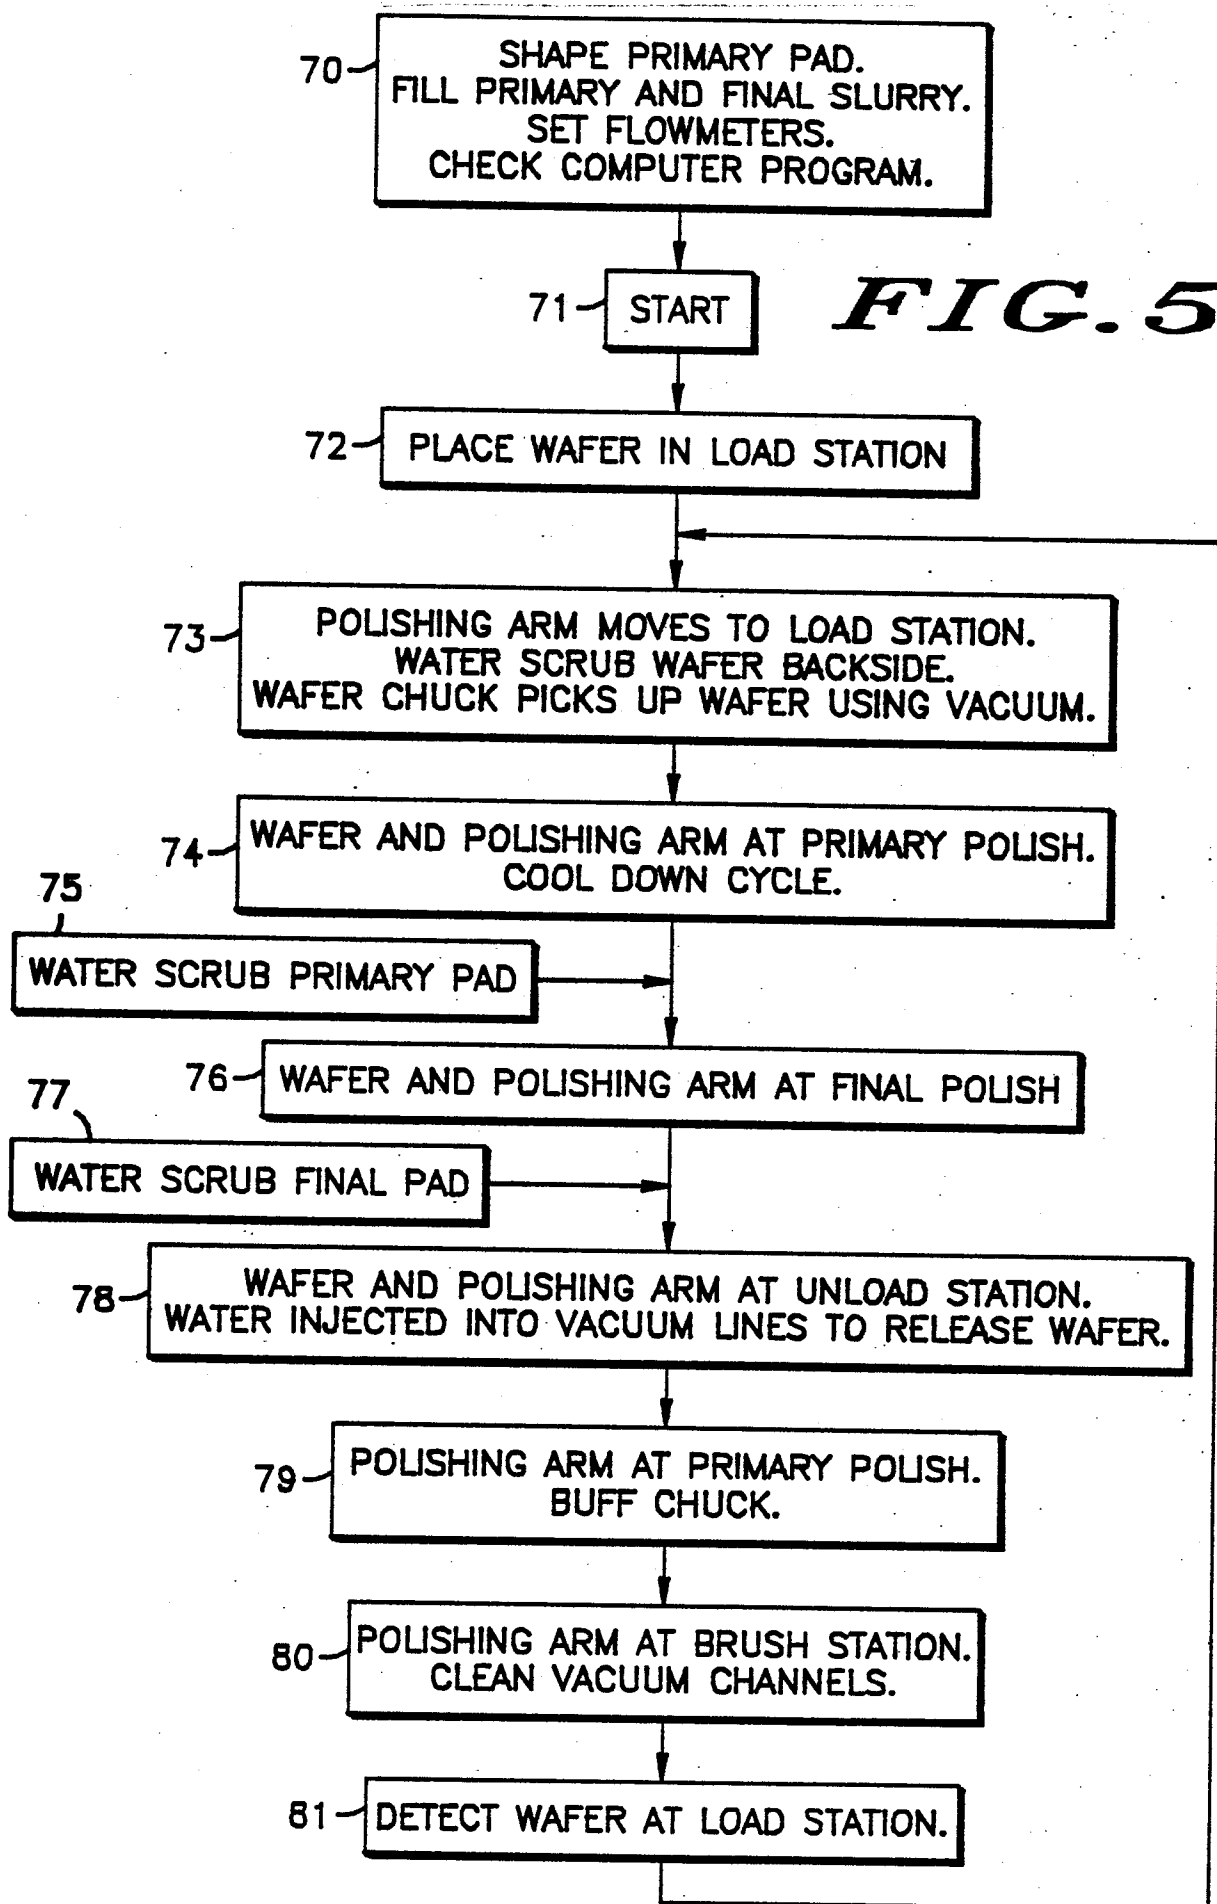 70
SHAPE PRIMARY PAD.
FILL PRIMARY AND FINAL SLURRY.
SET FLOWMETERS.
CHECK COMPUTER PROGRAM.
71
START
FIG. 5
72
PLACE WAFER IN LOAD STATION
73
POLISHING ARM MOVES TO LOAD STATION.
WATER SCRUB WAFER BACKSIDE.
WAFER CHUCK PICKS UP WAFER USING VACUUM.
74
WAFER AND POLISHING ARM AT PRIMARY POLISH.
COOL DOWN CYCLE.
75
WATER SCRUB PRIMARY PAD
76
WAFER AND POLISHING ARM AT FINAL POLISH
77
WATER SCRUB FINAL PAD
78
WAFER AND POLISHING ARM AT UNLOAD STATION.
WATER INJECTED INTO VACUUM LINES TO RELEASE WAFER.
79
POLISHING ARM AT PRIMARY POLISH.
BUFF CHUCK.
80
POLISHING ARM AT BRUSH STATION.
CLEAN VACUUM CHANNELS.
81
DETECT WAFER AT LOAD STATION.